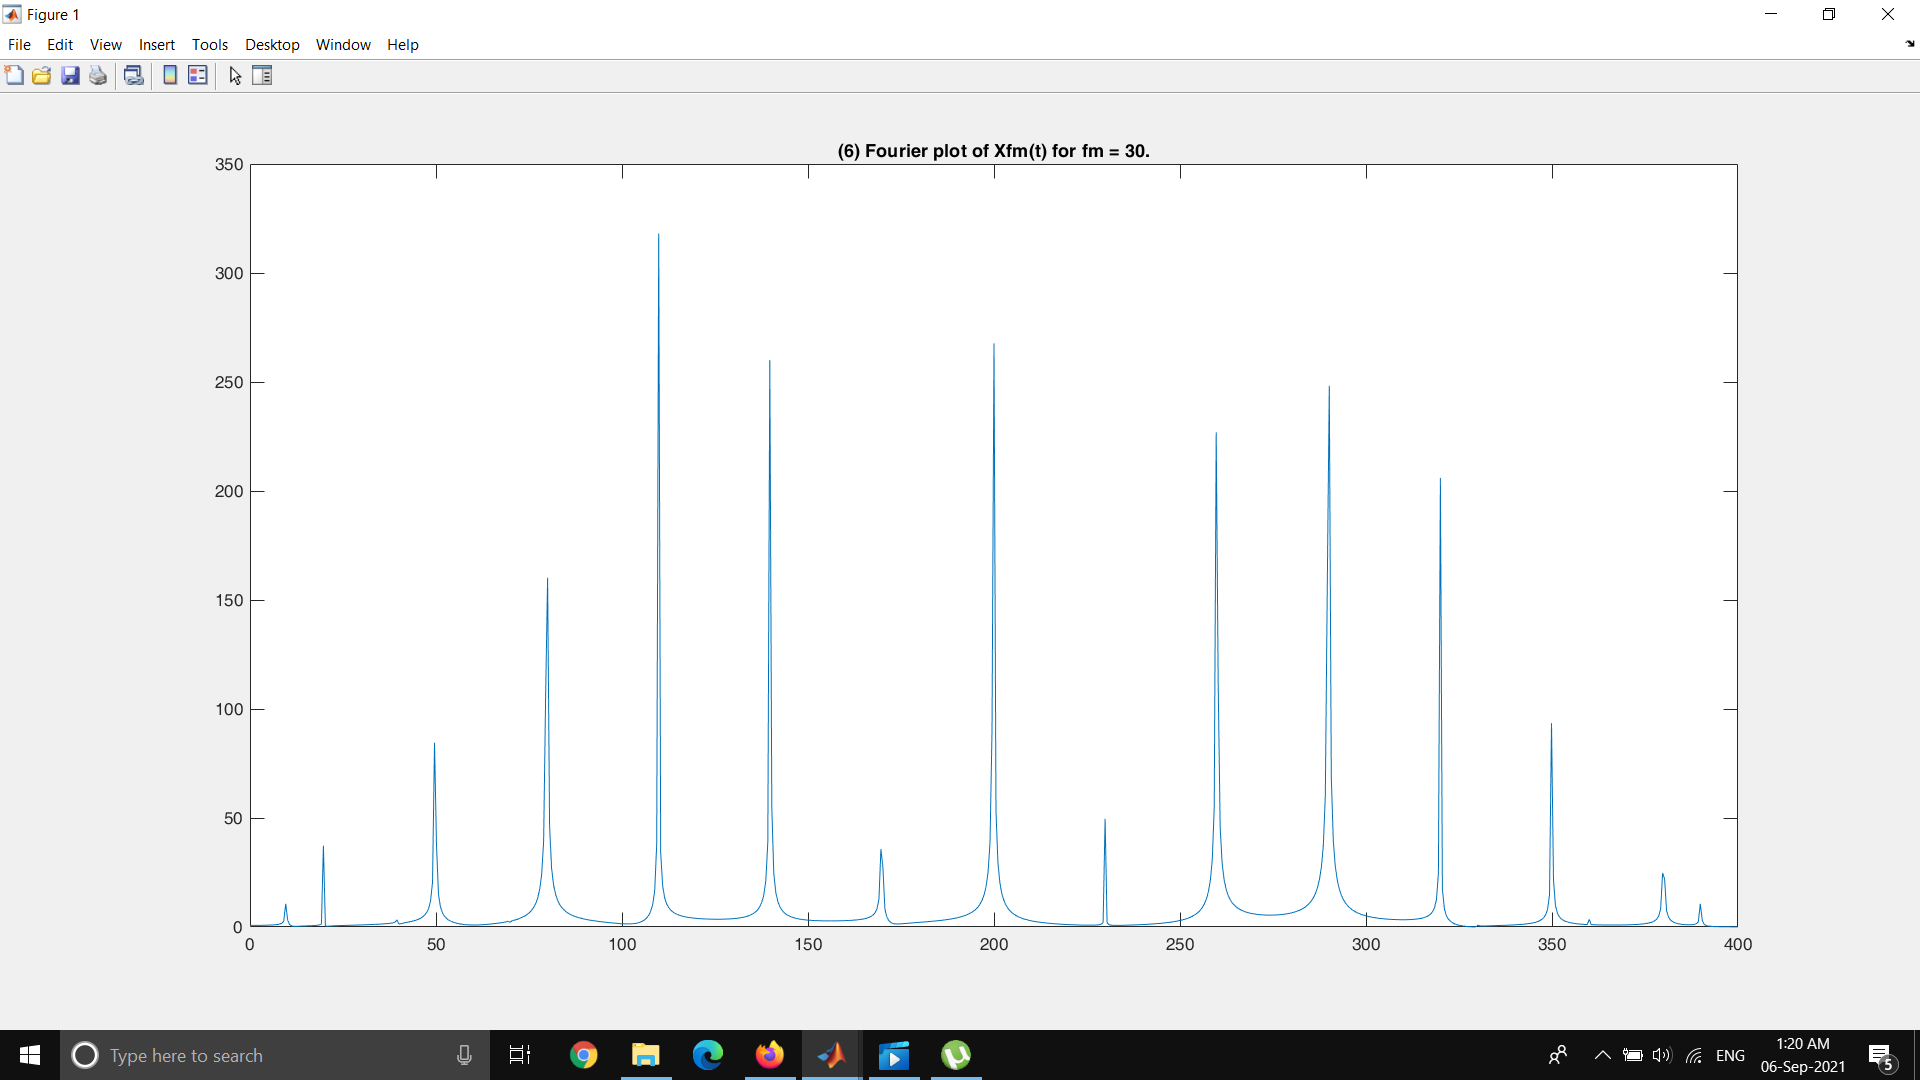 Figure 1
File Edit View Insert Tools Desktop Window Help
(6) Fourier plot of Xfm(t) for fm = 30.
350
300
250
200
150
100
50
0
0 50 100 150 200 250 300 350 400
Type here to search
ENG
1:20 AM
06-Sep-2021
5